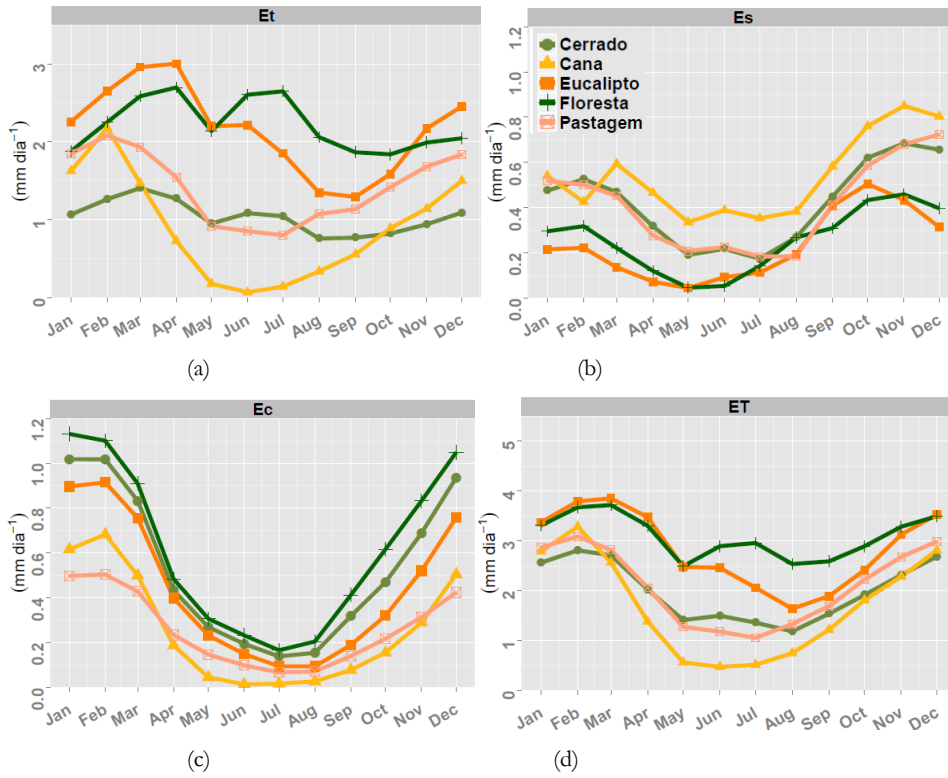 Et
(mm dia⁻¹)
3
2
1
0
Jan Feb Mar Apr May Jun Jul Aug Sep Oct Nov Dec
(a)
Es
(mm dia⁻¹)
1.2
1.0
0.8
0.6
0.4
0.2
0.0
Cerrado
Cana
Eucalipto
Floresta
Pastagem
Jan Feb Mar Apr May Jun Jul Aug Sep Oct Nov Dec
(b)
Ec
(mm dia⁻¹)
1.2
1.0
0.8
0.6
0.4
0.2
0.0
Jan Feb Mar Apr May Jun Jul Aug Sep Oct Nov Dec
(c)
ET
(mm dia⁻¹)
5
4
3
2
1
0
Jan Feb Mar Apr May Jun Jul Aug Sep Oct Nov Dec
(d)